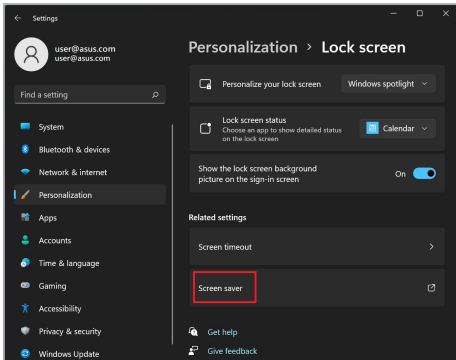 Settings
user@asus.com
user@asus.com
Find a setting
System
Bluetooth & devices
Network & internet
Personalization
Apps
Accounts
Time & language
Gaming
Accessibility
Privacy & security
Windows Update
Personalization > Lock screen
Personalize your lock screen
Windows spotlight
Lock screen status
Choose an app to show detailed status
on the lock screen
Calendar
Show the lock screen background
picture on the sign-in screen
On
Related settings
Screen timeout
Screen saver
Get help
Give feedback